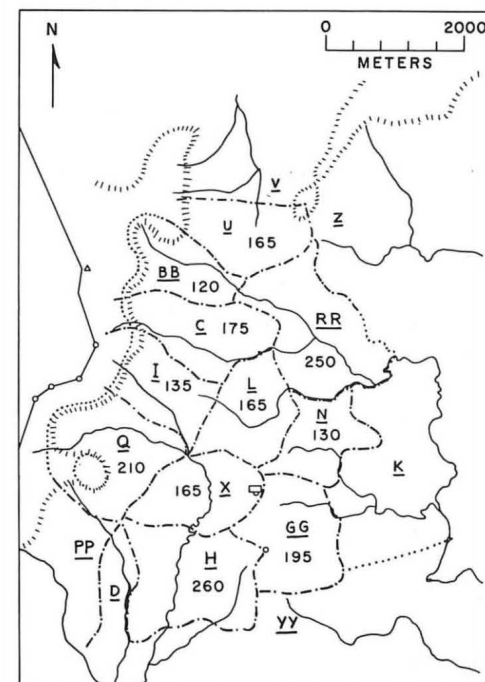 N
0 2000
METERS
V
U
165
Z
BB
120
RR
C
175
250
I
135
L
165
N
130
Q
210
K
165
X
GG
195
PP
H
260
D
YY